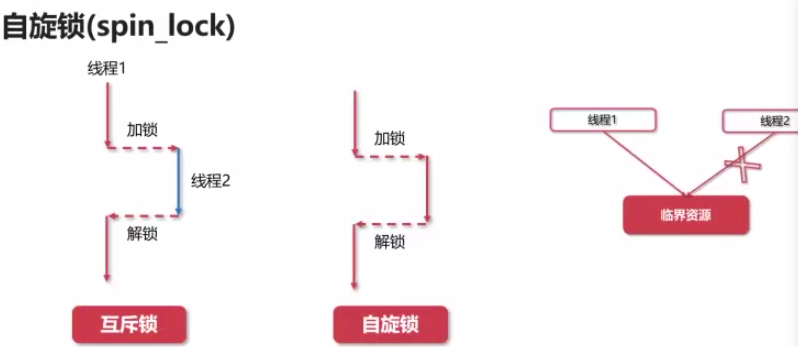 自旋锁(spin_lock)
线程1
加锁
线程2
解锁
互斥锁
加锁
解锁
自旋锁
线程1
线程2
临界资源